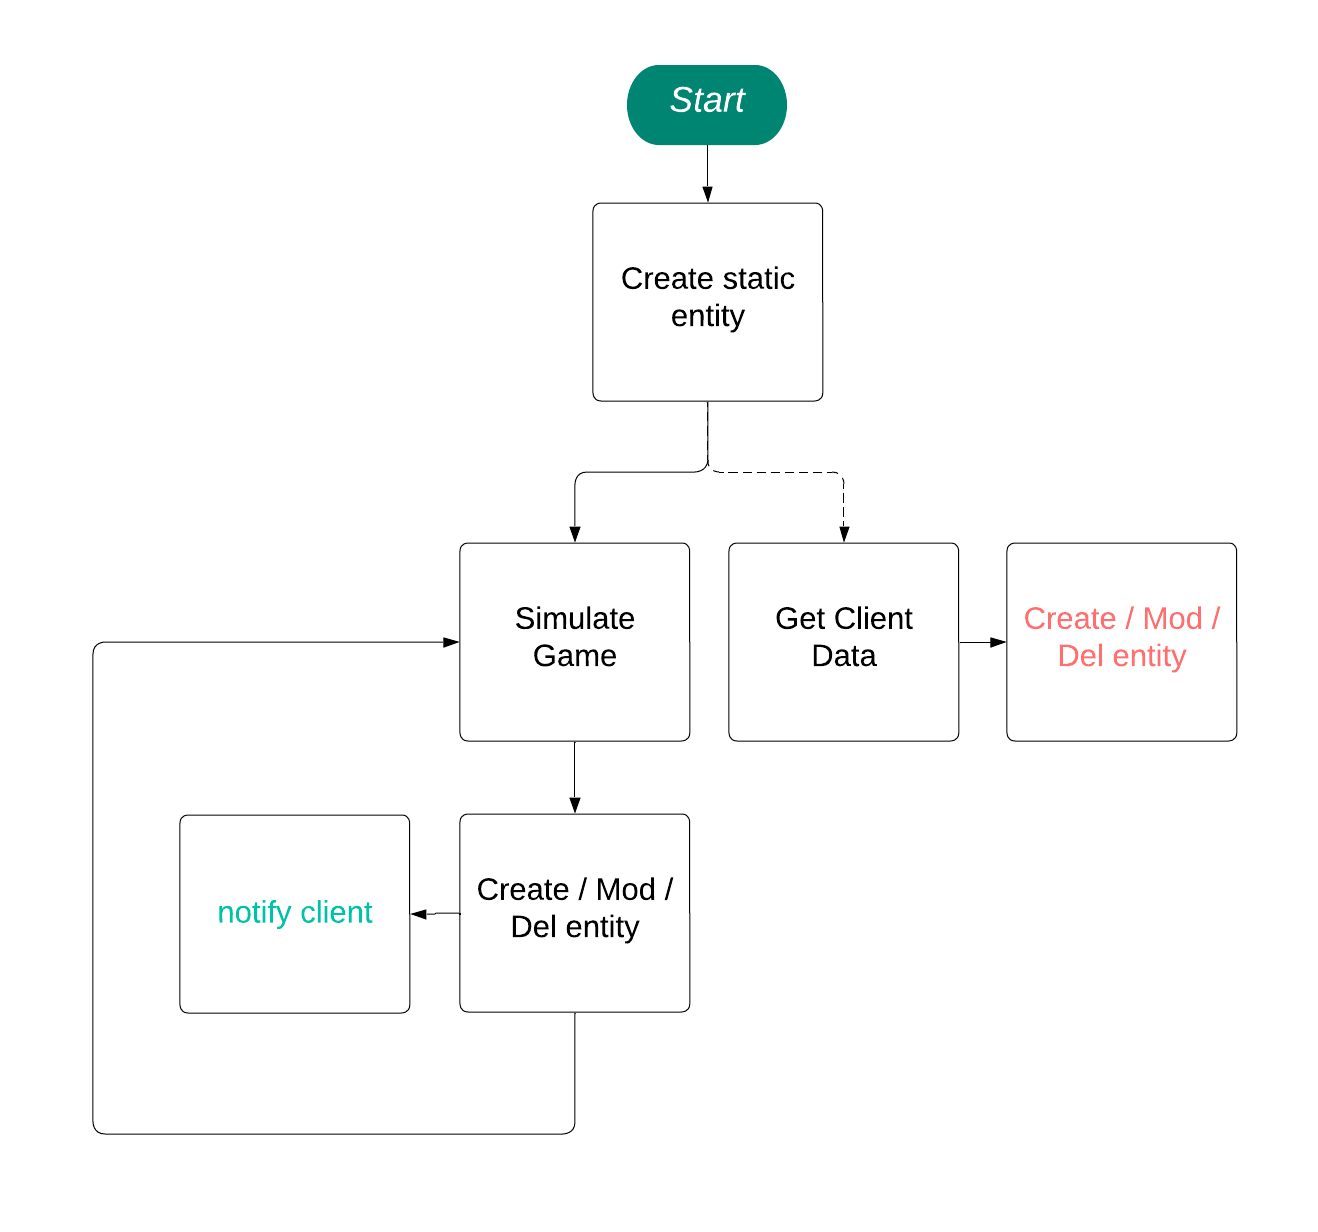 Start
Create static
entity
Simulate
Game
Get Client
Data
Create / Mod /
Del entity
notify client
Create / Mod /
Del entity